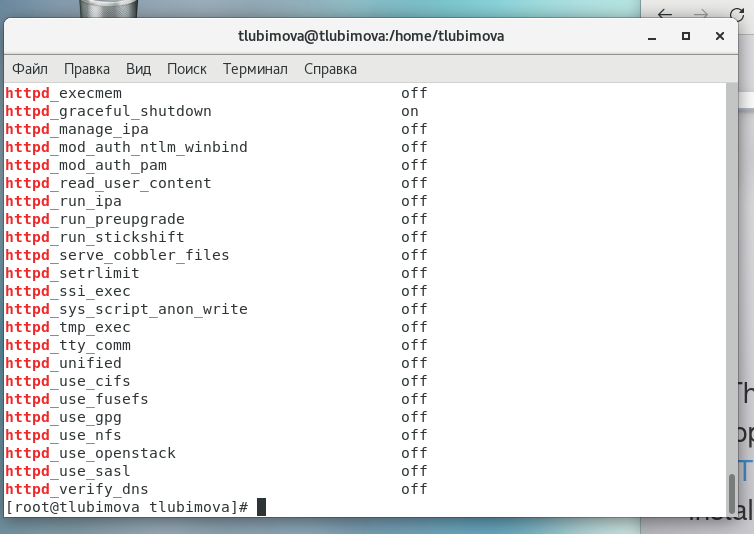 tlubimova@tlubimova:/home/tlubimova
Файл Правка Вид Поиск Терминал Справка
httpd_execmem off
httpd_graceful_shutdown on
httpd_manage_ipa off
httpd_mod_auth_ntlm_winbind off
httpd_mod_auth_pam off
httpd_read_user_content off
httpd_run_ipa off
httpd_run_preupgrade off
httpd_run_stickshift off
httpd_serve_cobbler_files off
httpd_setrlimit off
httpd_ssi_exec off
httpd_sys_script_anon_write off
httpd_tmp_exec off
httpd_tty_comm off
httpd_unified off
httpd_use_cifs off
httpd_use_fusefs off
httpd_use_gpg off
httpd_use_nfs off
httpd_use_openstack off
httpd_use_sasl off
httpd_verify_dns off
[root@tlubimova tlubimova]#